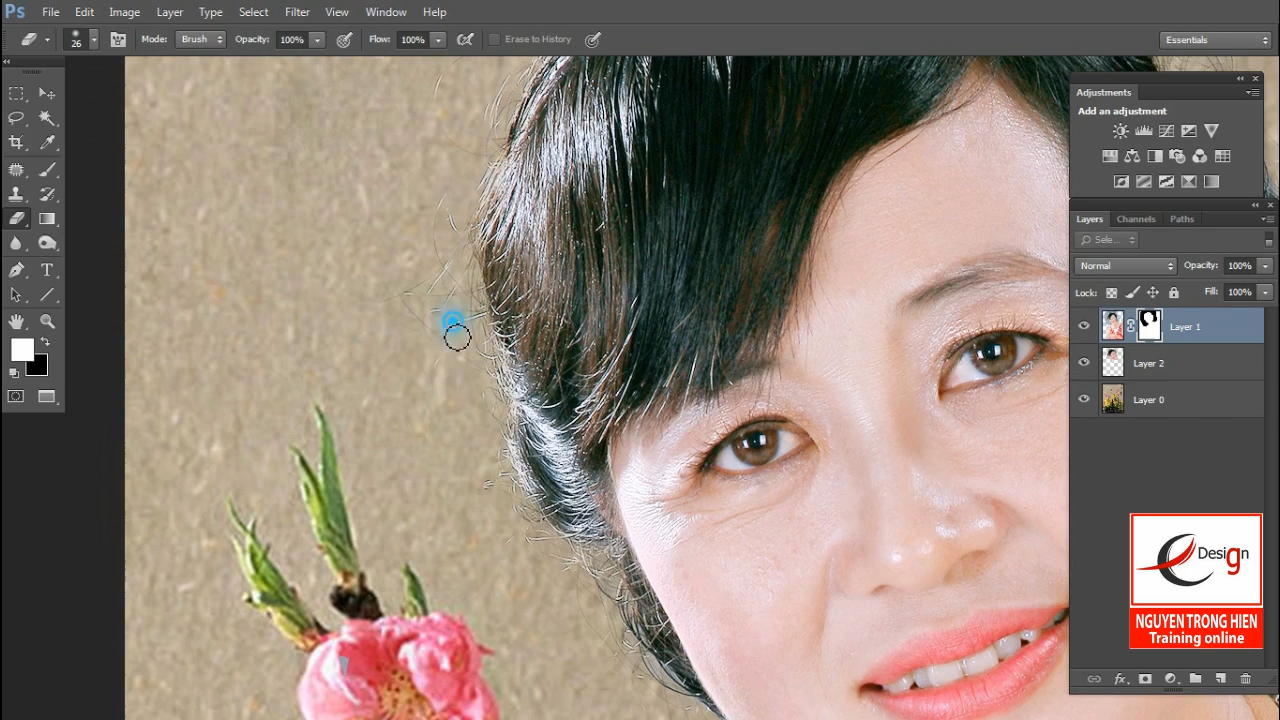 Ps File Edit Image Layer Type Select Filter View Window Help
26 Mode: Brush Opacity: 100% Flow: 100% Erase to History Essentials
Adjustments
Add an adjustment
Layers Channels Paths
Sele...
Normal Opacity: 100%
Lock: Fill: 100%
Layer 1
Layer 2
Layer 0
Design
NGUYEN TRONG HIEN
Training online